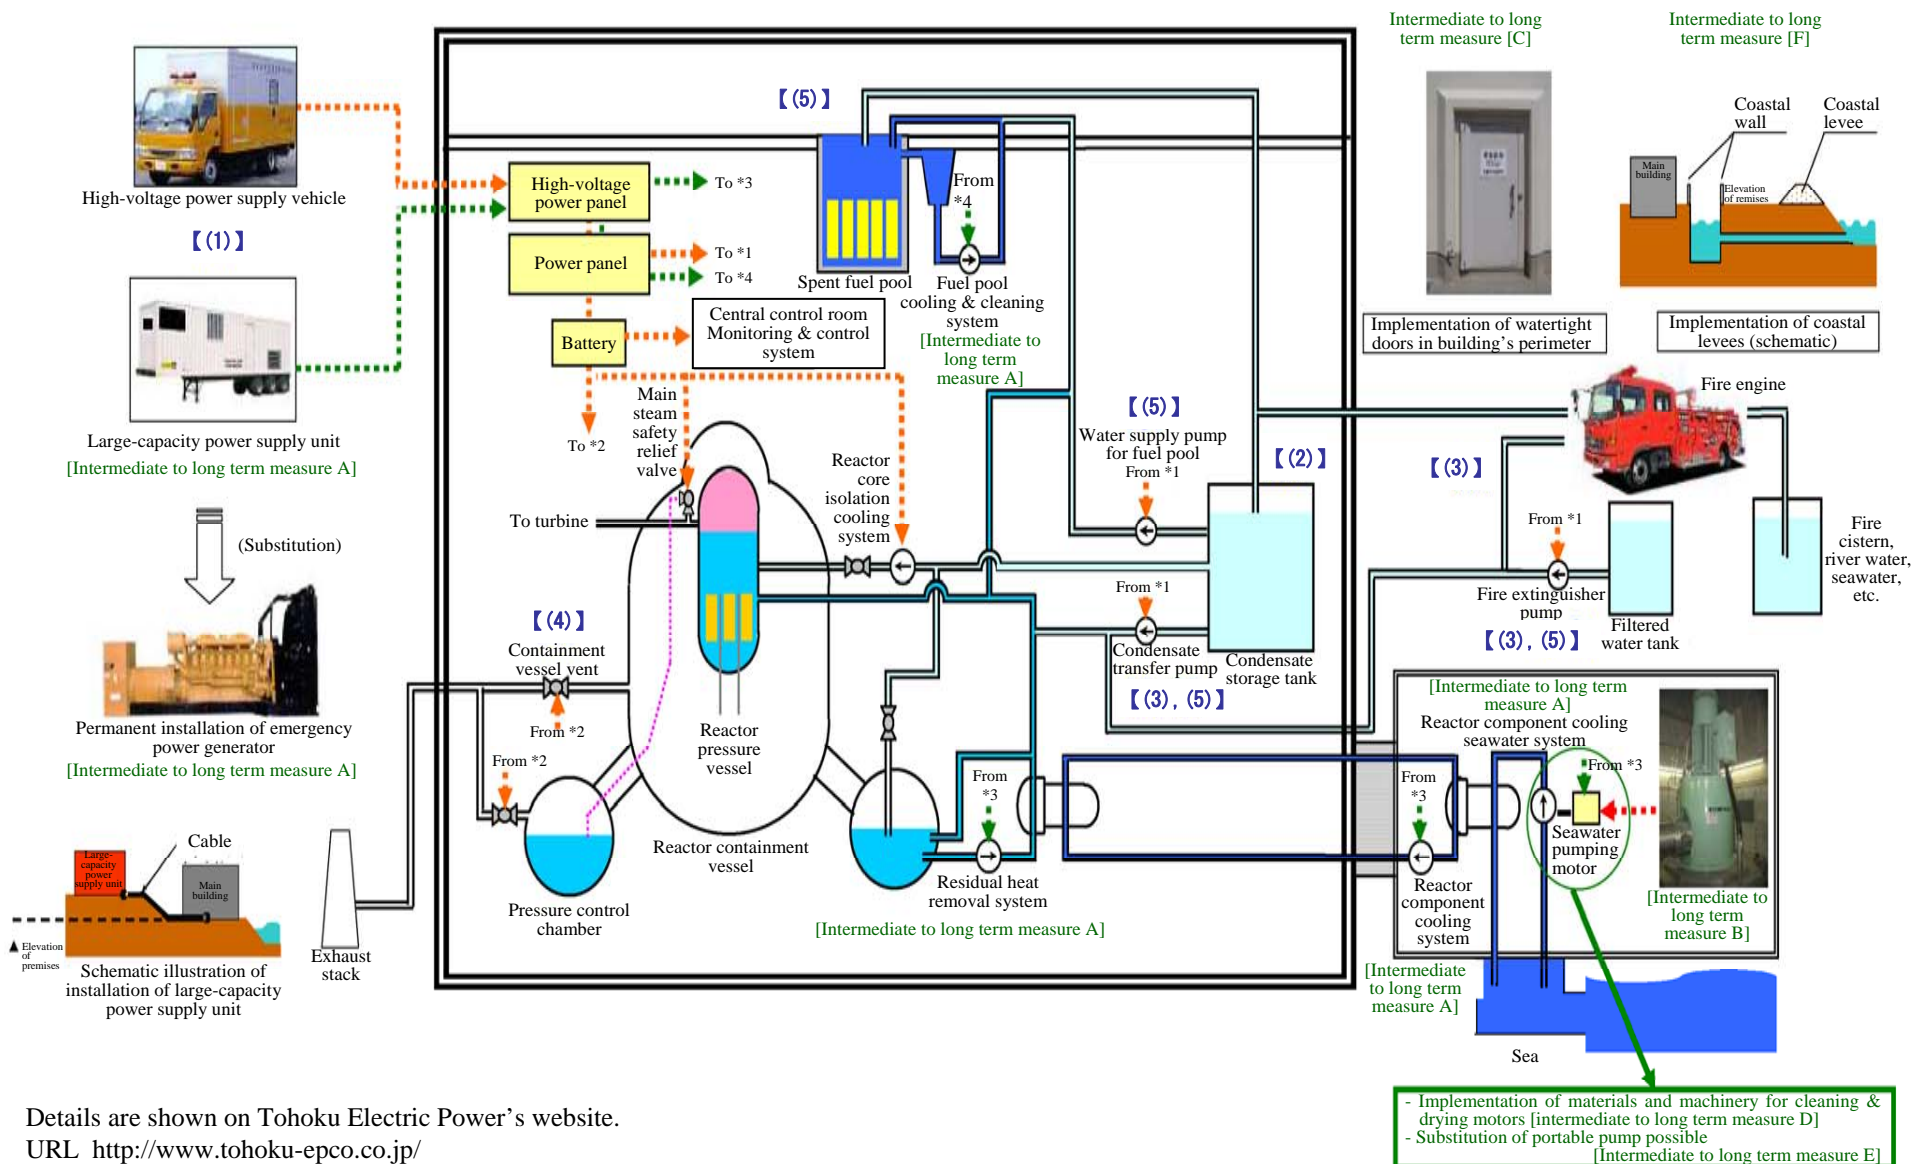 Intermediate to long
term measure [C]
Intermediate to long
term measure [F]
High-voltage power supply vehicle
【(1)】
Large-capacity power supply unit
[Intermediate to long term measure A]
(Substitution)
Permanent installation of emergency
power generator
[Intermediate to long term measure A]
Large-
capacity
power
supply unit
Cable
Main
building
Elevation
of
premises
Schematic illustration of
installation of large-capacity
power supply unit
Exhaust
stack
【(5)】
High-voltage
power panel
To *3
Power panel
To *1
To *4
Battery
Central control room
Monitoring & control
system
To *2
Spent fuel pool
From
*4
Fuel pool
cooling & cleaning
system
[Intermediate to
long term
measure A]
Main
steam
safety
relief
valve
To turbine
Reactor
core
isolation
cooling
system
【(5)】
Water supply pump
for fuel pool
From *1
【(2)】
From *1
Condensate
transfer pump
Condensate
storage tank
【(3), (5)】
【(4)】
Containment
vessel vent
From *2
From *2
Pressure control
chamber
Reactor
pressure
vessel
Reactor containment
vessel
From
*3
Residual heat
removal system
[Intermediate to long term measure A]
Implementation of watertight
doors in building's perimeter
Coastal
wall
Coastal
levee
Main
building
Elevation
of remises
Implementation of coastal
levees (schematic)
Fire engine
【(3)】
From *1
Fire extinguisher
pump
Filtered
water tank
【(3), (5)】
Fire
cistern,
river water,
seawater,
etc.
[Intermediate to long term
measure A]
Reactor component cooling
seawater system
From *3
From
*3
Seawater
pumping
motor
Reactor
component
cooling
system
[Intermediate to
long term
measure B]
[Intermediate
to long term
measure A]
Sea
- Implementation of materials and machinery for cleaning &
drying motors [intermediate to long term measure D]
- Substitution of portable pump possible
[Intermediate to long term measure E]
Details are shown on Tohoku Electric Power's website.
URL  http://www.tohoku-epco.co.jp/